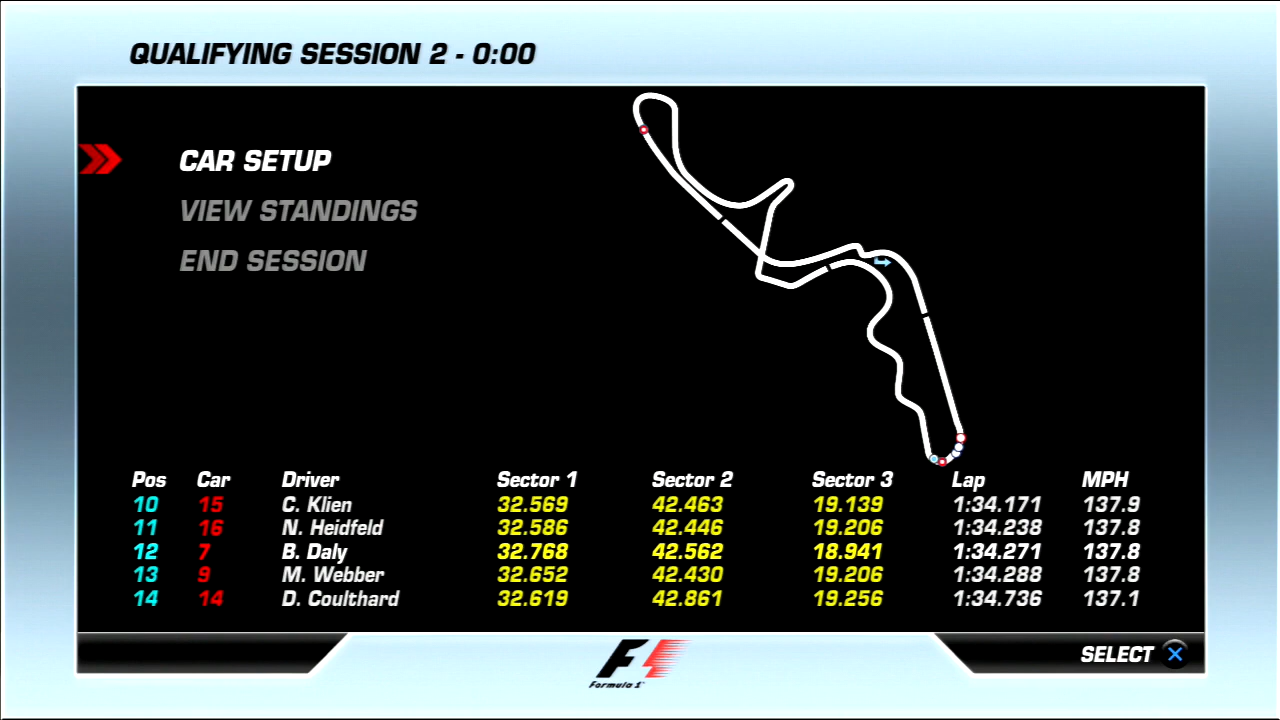 QUALIFYING SESSION 2 - 0:00
CAR SETUP
VIEW STANDINGS
END SESSION
Pos Car Driver Sector 1 Sector 2 Sector 3 Lap MPH
10 15 C. Klien 32.569 42.463 19.139 1:34.171 137.9
11 16 N. Heidfeld 32.586 42.446 19.206 1:34.238 137.8
12 7 B. Daly 32.768 42.562 18.941 1:34.271 137.8
13 9 M. Webber 32.652 42.430 19.206 1:34.288 137.8
14 14 D. Coulthard 32.619 42.861 19.256 1:34.736 137.1
SELECT
F1
Formula 1